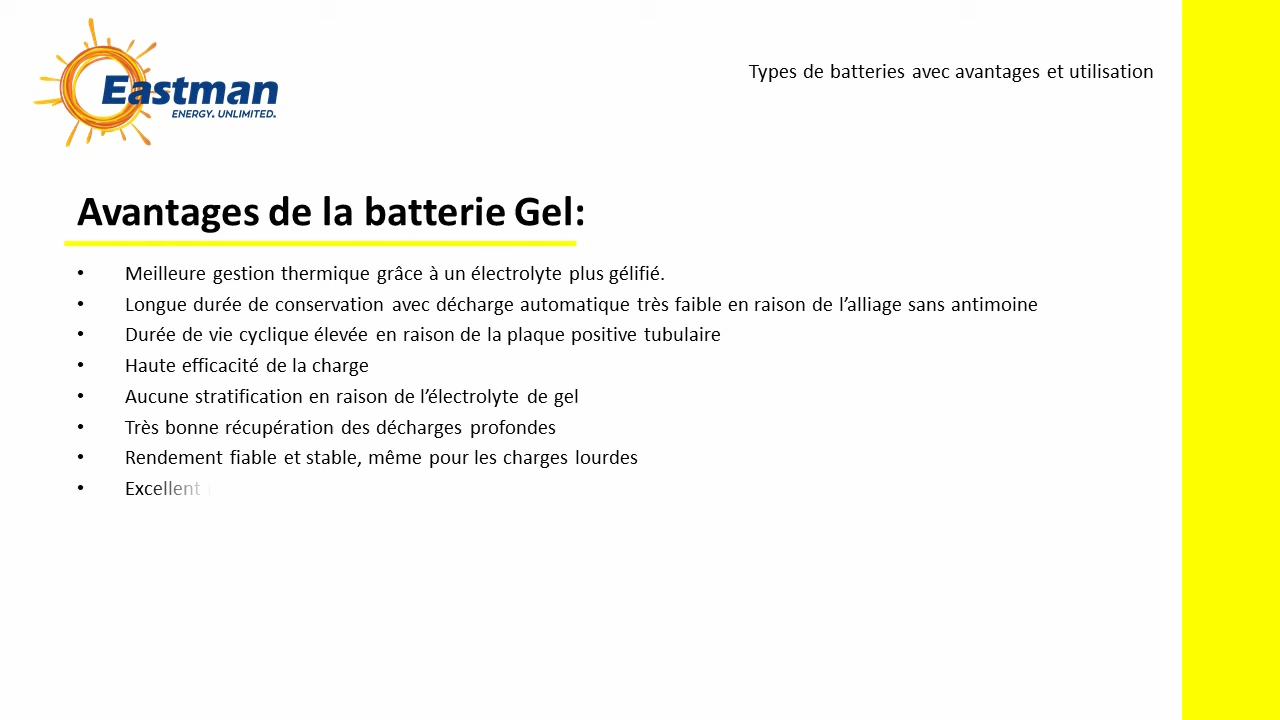 Eastman
ENERGY. UNLIMITED.
Types de batteries avec avantages et utilisation
Avantages de la batterie Gel:
• Meilleure gestion thermique grâce à un électrolyte plus gélifié.
• Longue durée de conservation avec décharge automatique très faible en raison de l’alliage sans antimoine
• Durée de vie cyclique élevée en raison de la plaque positive tubulaire
• Haute efficacité de la charge
• Aucune stratification en raison de l’électrolyte de gel
• Très bonne récupération des décharges profondes
• Rendement fiable et stable, même pour les charges lourdes
• Excellent